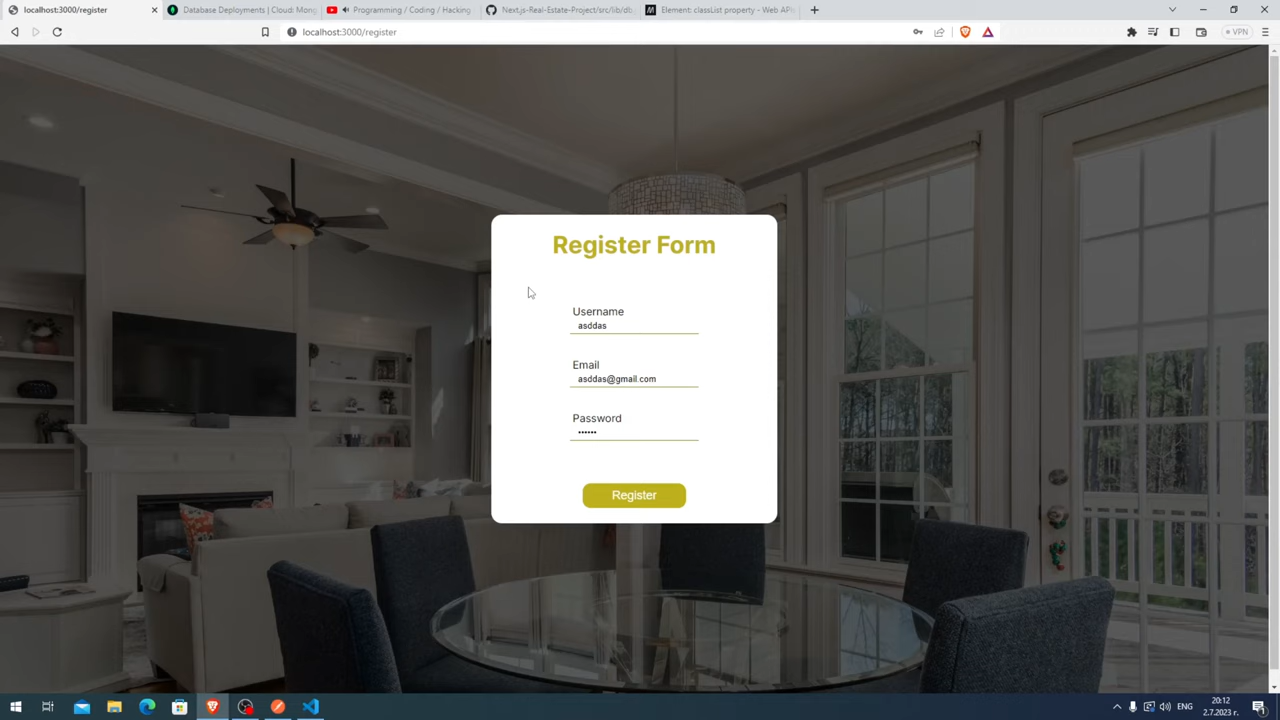 localhost:3000/register
Database Deployments | Cloud: Mong
Programming / Coding / Hacking
Next.js-Real-Estate-Project/src/lib/db.
Element: classList property - Web APIs
localhost:3000/register
VPN
Register Form
Username
asddas
Email
asddas@gmail.com
Password
••••••
Register
ENG
20:12
2.7.2023 г.
1